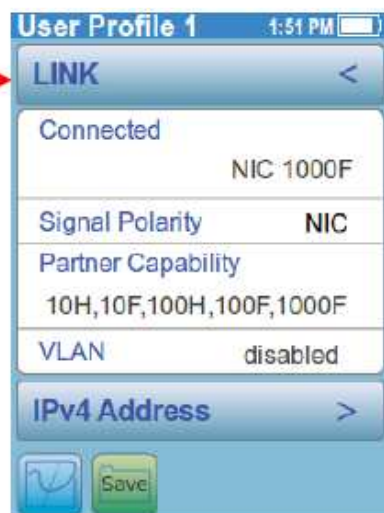 User Profile 1 1:51 PM
LINK <
Connected
NIC 1000F
Signal Polarity NIC
Partner Capability
10H,10F,100H,100F,1000F
VLAN disabled
IPv4 Address >
Save